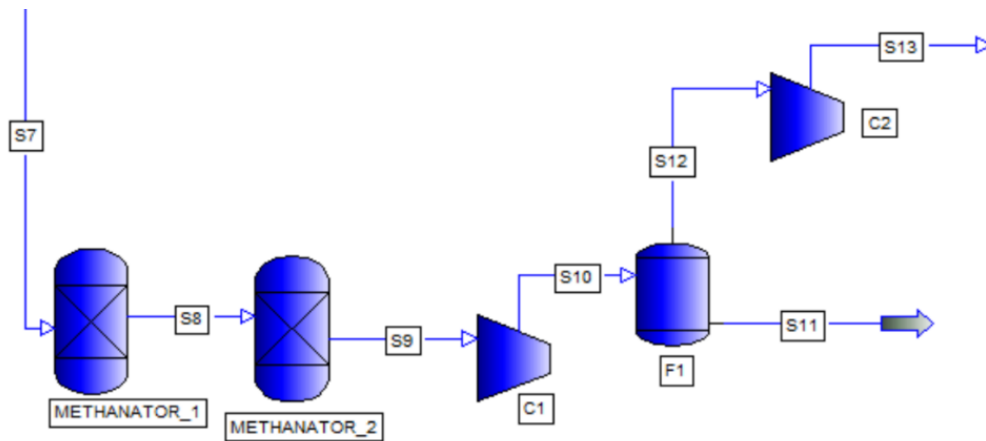 S13
C2
S7
S12
S10
S8
S9
S11
F1
C1
METHANATOR_1
METHANATOR_2